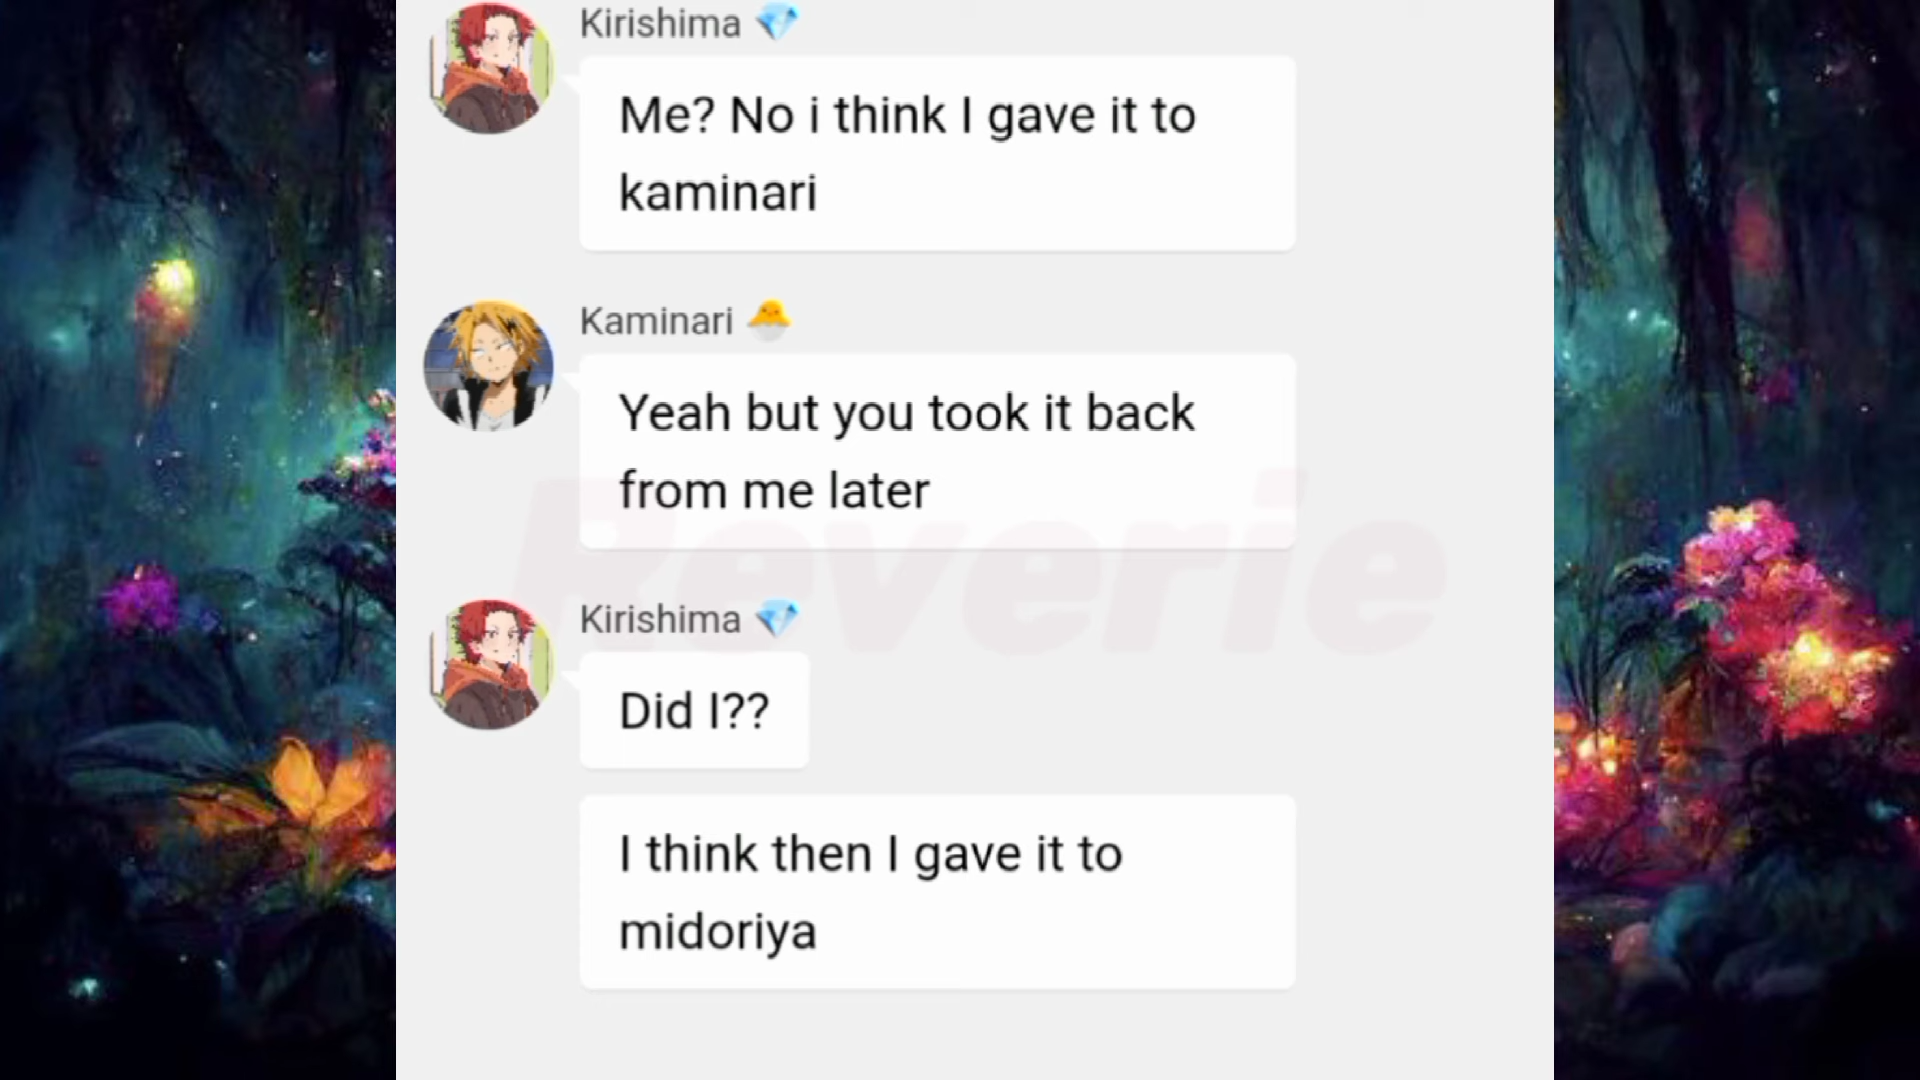 Kirishima 💎
Me? No i think I gave it to
kaminari
Kaminari 🐣
Yeah but you took it back
from me later
Reverie
Kirishima 💎
Did I??
I think then I gave it to
midoriya